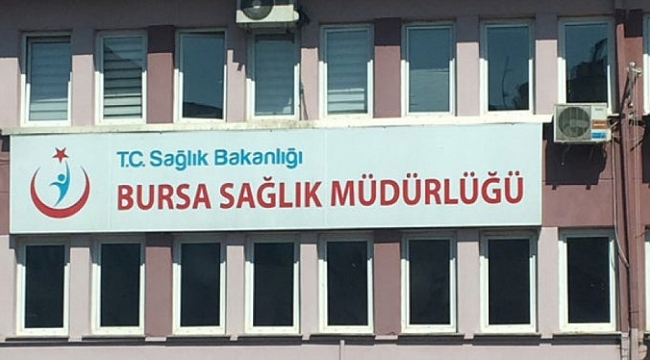 T.C. Sağlık Bakanlığı
BURSA SAĞLIK MÜDÜRLÜĞÜ